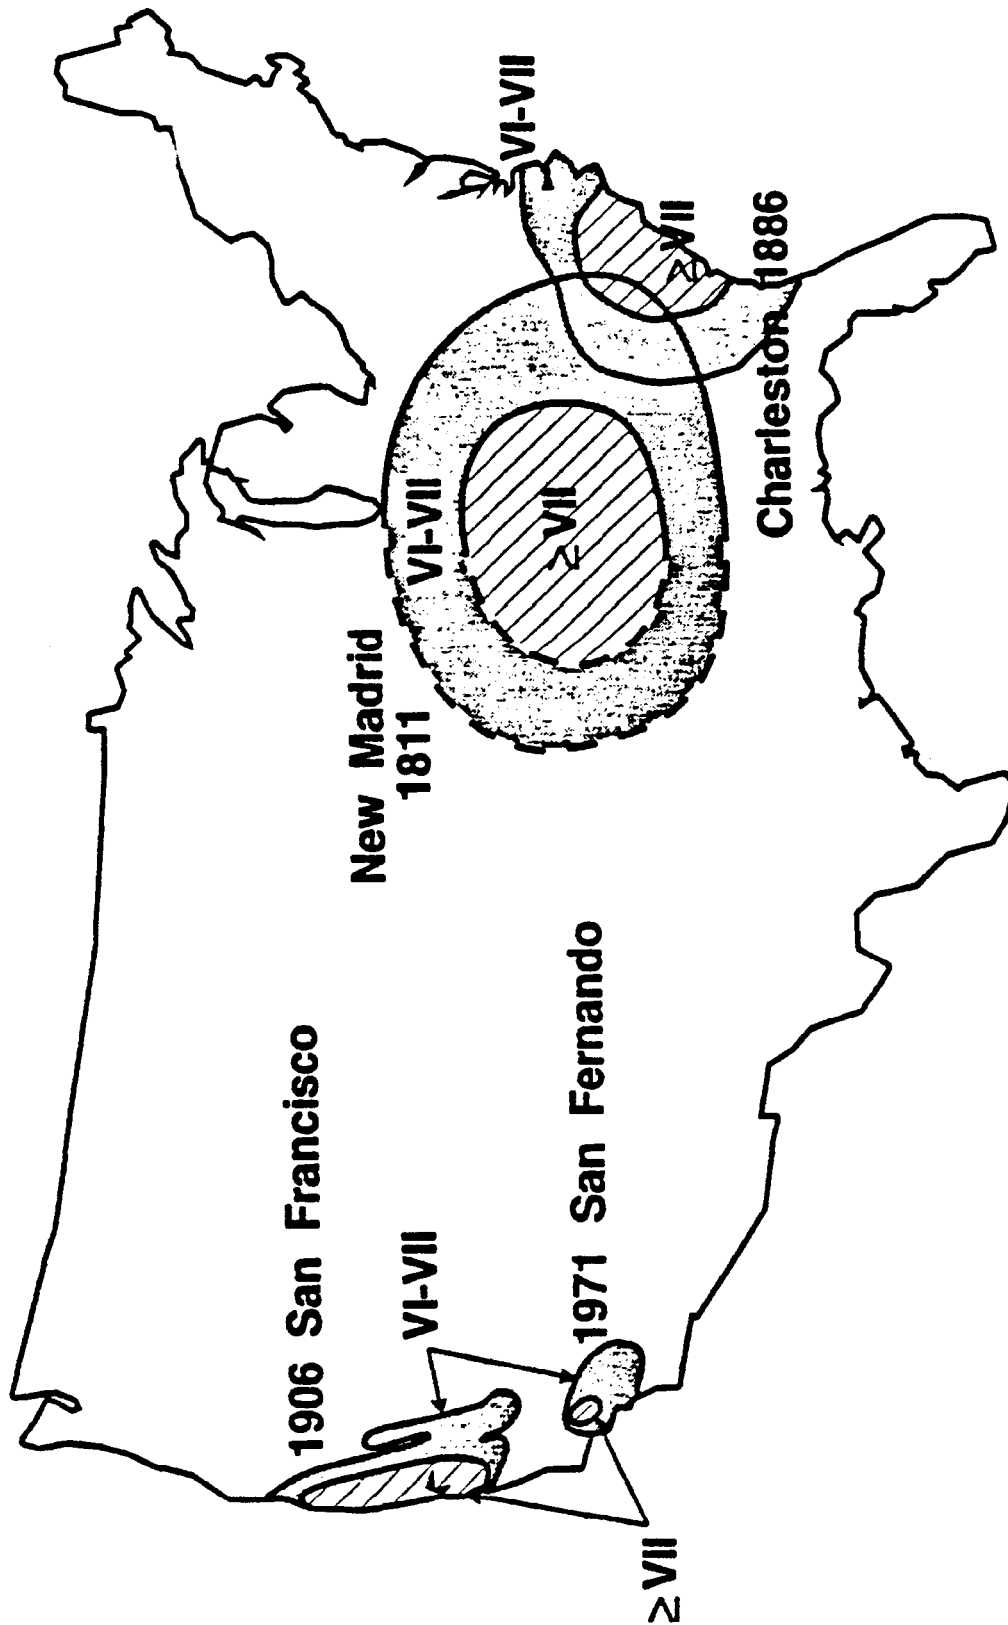 1906 San Francisco
VI-VII
1971 San Fernando
≥ VII
New Madrid
1811
VI-VII
≥ VII
VI-VII
≥ VII
Charleston 1886